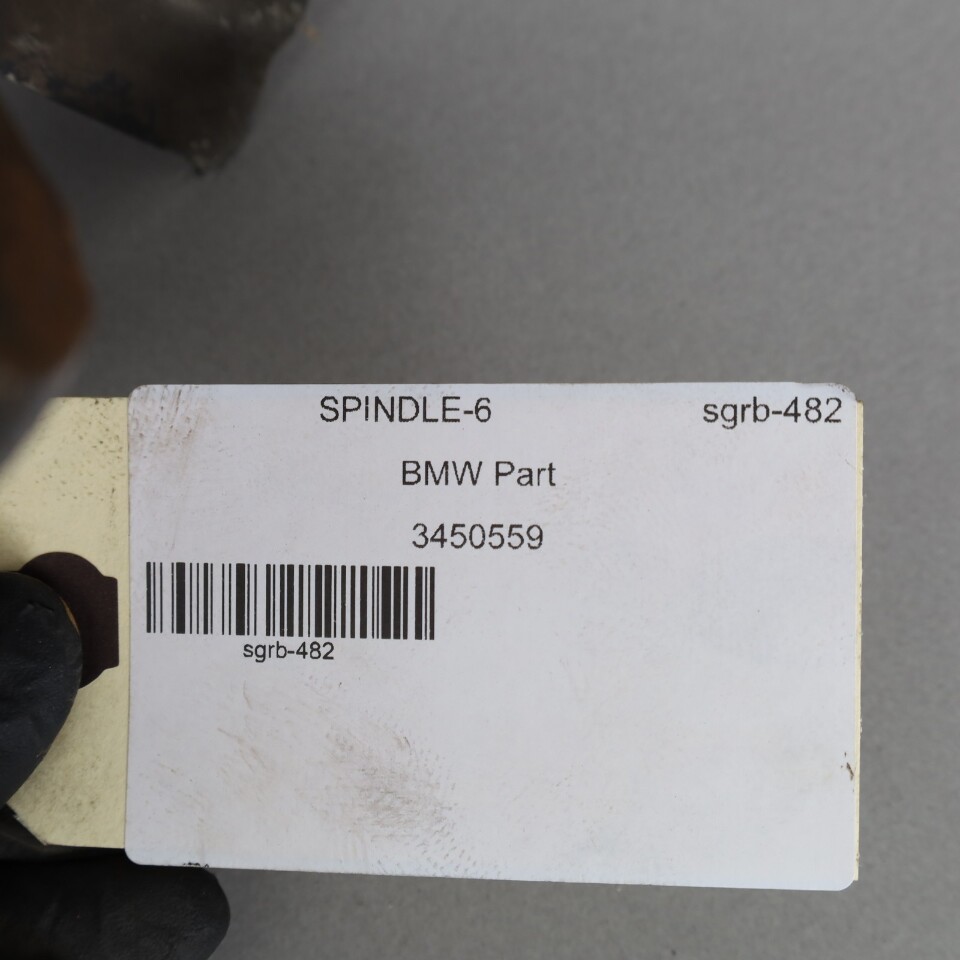 SPINDLE-6 sgrb-482
BMW Part
3450559
sgrb-482